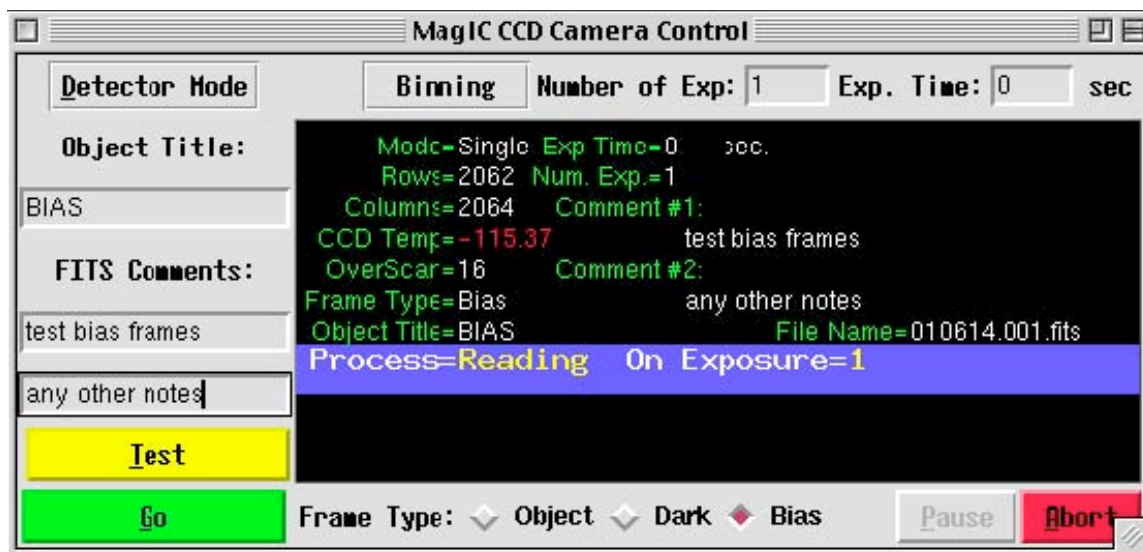 MagIC CCD Camera Control
Detector Mode Binning Number of Exp: 1 Exp. Time: 0 sec
Object Title:
BIAS
FITS Comments:
test bias frames
any other notes
Test
Go
Mode=Single Exp Time=0 sec.
Rows=2062 Num. Exp.=1
Columns=2064 Comment #1:
CCD Temp=-115.37 test bias frames
OverScan=16 Comment #2:
Frame Type=Bias any other notes
Object Title=BIAS File Name=010614.001.fits
Process=Reading On Exposure=1
Frame Type: Object Dark Bias Pause Abort